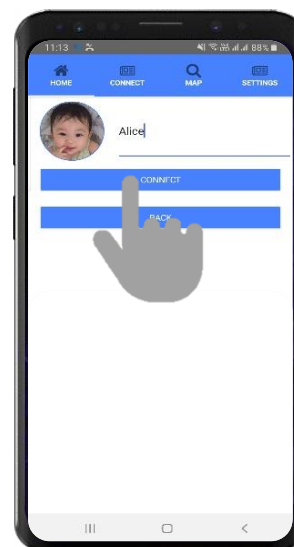 11:13 88%
HOME CONNECT MAP SETTINGS
Alice
CONNECT
BACK